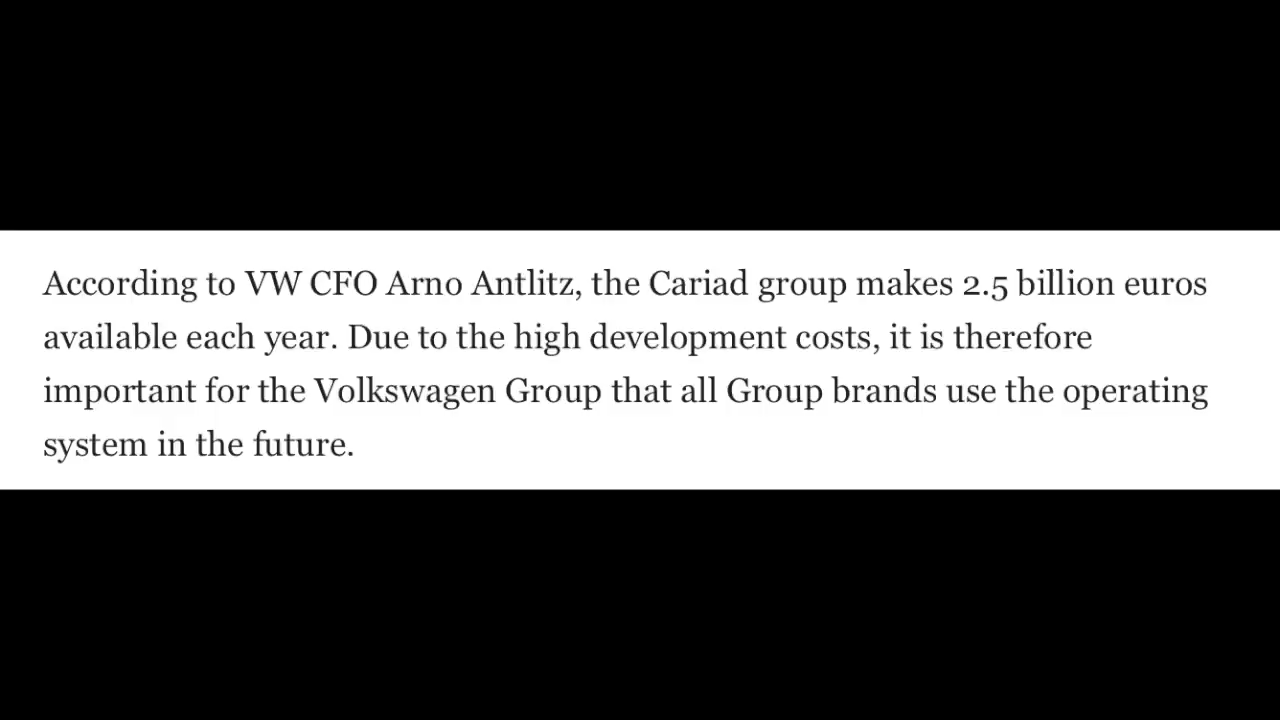 According to VW CFO Arno Antlitz, the Cariad group makes 2.5 billion euros
available each year. Due to the high development costs, it is therefore
important for the Volkswagen Group that all Group brands use the operating
system in the future.